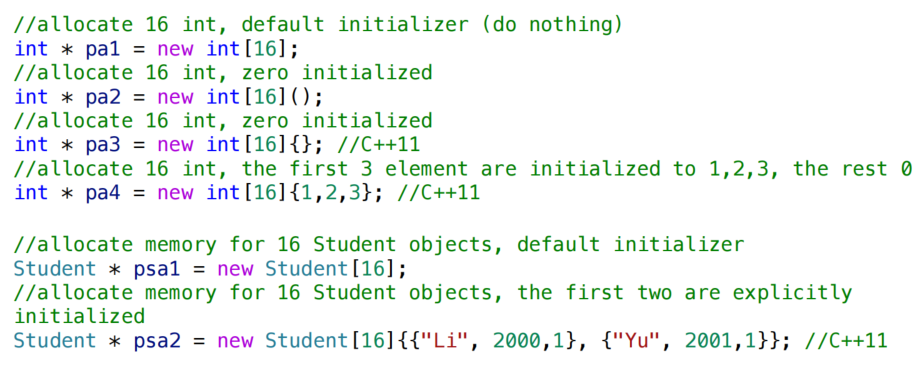 //allocate 16 int, default initializer (do nothing)
int * pa1 = new int[16];
//allocate 16 int, zero initialized
int * pa2 = new int[16]();
//allocate 16 int, zero initialized
int * pa3 = new int[16]{}; //C++11
//allocate 16 int, the first 3 element are initialized to 1,2,3, the rest 0
int * pa4 = new int[16]{1,2,3}; //C++11
//allocate memory for 16 Student objects, default initializer
Student * psa1 = new Student[16];
//allocate memory for 16 Student objects, the first two are explicitly
initialized
Student * psa2 = new Student[16]{{"Li", 2000,1}, {"Yu", 2001,1}}; //C++11